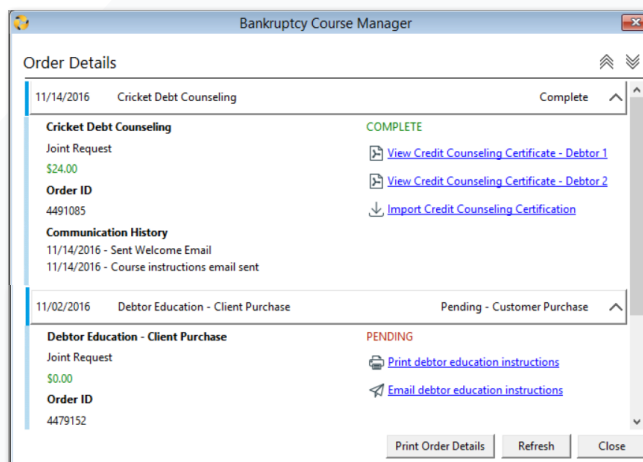 Bankruptcy Course Manager
Order Details
11/14/2016 Cricket Debt Counseling Complete
Cricket Debt Counseling COMPLETE
Joint Request
View Credit Counseling Certificate - Debtor 1
$24.00
View Credit Counseling Certificate - Debtor 2
Order ID
4491085
Import Credit Counseling Certification
Communication History
11/14/2016 - Sent Welcome Email
11/14/2016 - Course instructions email sent
11/02/2016 Debtor Education - Client Purchase Pending - Customer Purchase
Debtor Education - Client Purchase PENDING
Joint Request
Print debtor education instructions
$0.00
Email debtor education instructions
Order ID
4479152
Print Order Details Refresh Close